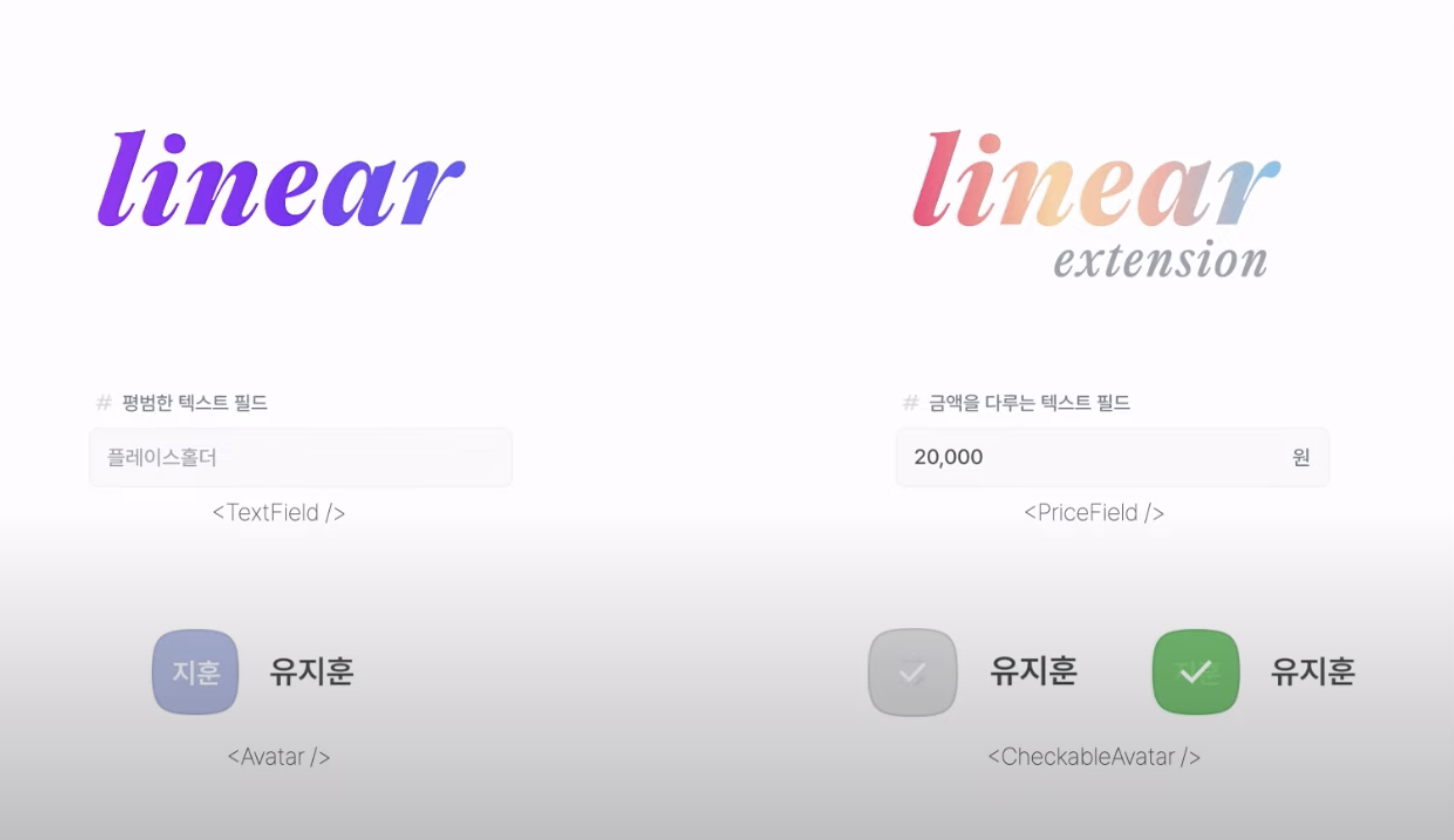 linear
linear
extension
# 평범한 텍스트 필드
# 금액을 다루는 텍스트 필드
플레이스홀더
20,000 원
<TextField />
<PriceField />
지훈 유지훈
유지훈
지훈 유지훈
<Avatar />
<CheckableAvatar />